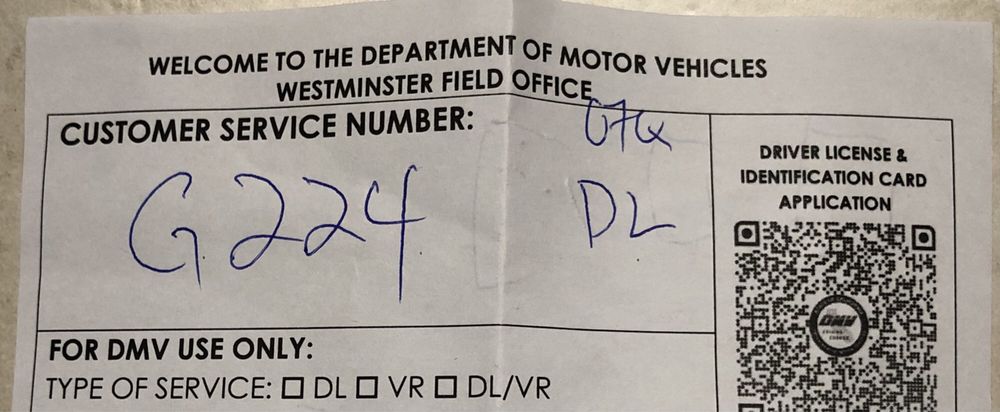 WELCOME TO THE DEPARTMENT OF MOTOR VEHICLES
WESTMINSTER FIELD OFFICE
CUSTOMER SERVICE NUMBER:
G224
DL
DRIVER LICENSE &
IDENTIFICATION CARD
APPLICATION
DMV
FOR DMV USE ONLY:
TYPE OF SERVICE: ☐ DL ☐ VR ☐ DL/VR